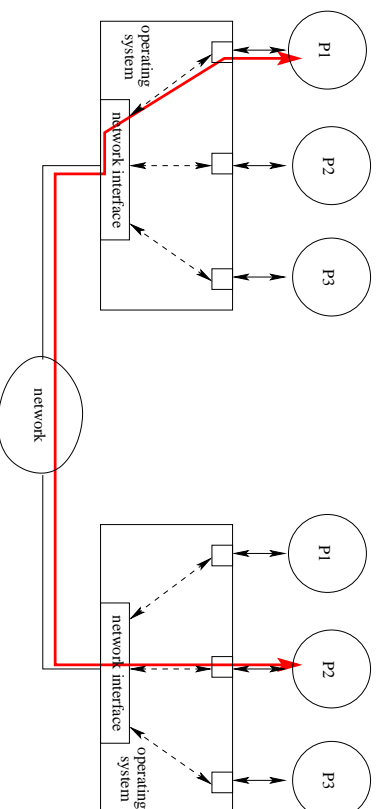 P1
P2
P3
operating
system
network interface
network
P1
P2
P3
network interface
operating
system